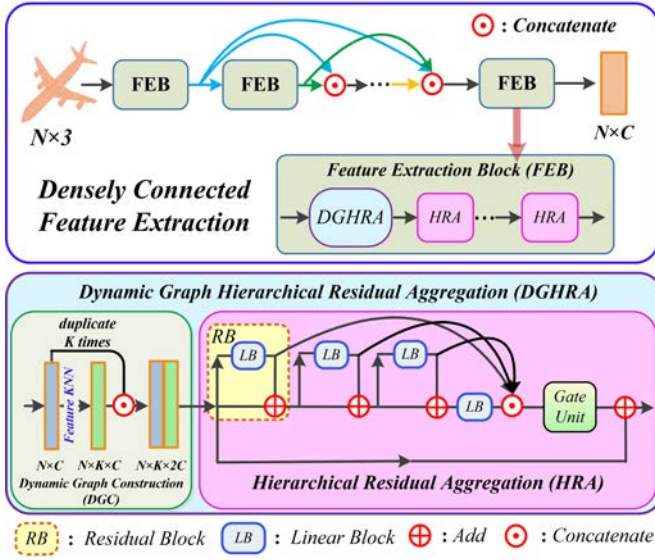 : Concatenate
FEB
FEB
FEB
N×3
N×C
Densely Connected
Feature Extraction
Feature Extraction Block (FEB)
DGHRA
HRA
HRA
Dynamic Graph Hierarchical Residual Aggregation (DGHRA)
duplicate
K times
Feature KNN
N×C
N×K×C
N×K×2C
Dynamic Graph Construction
(DGC)
RB
LB
LB
LB
LB
Gate
Unit
Hierarchical Residual Aggregation (HRA)
RB : Residual Block
LB : Linear Block
: Add
: Concatenate